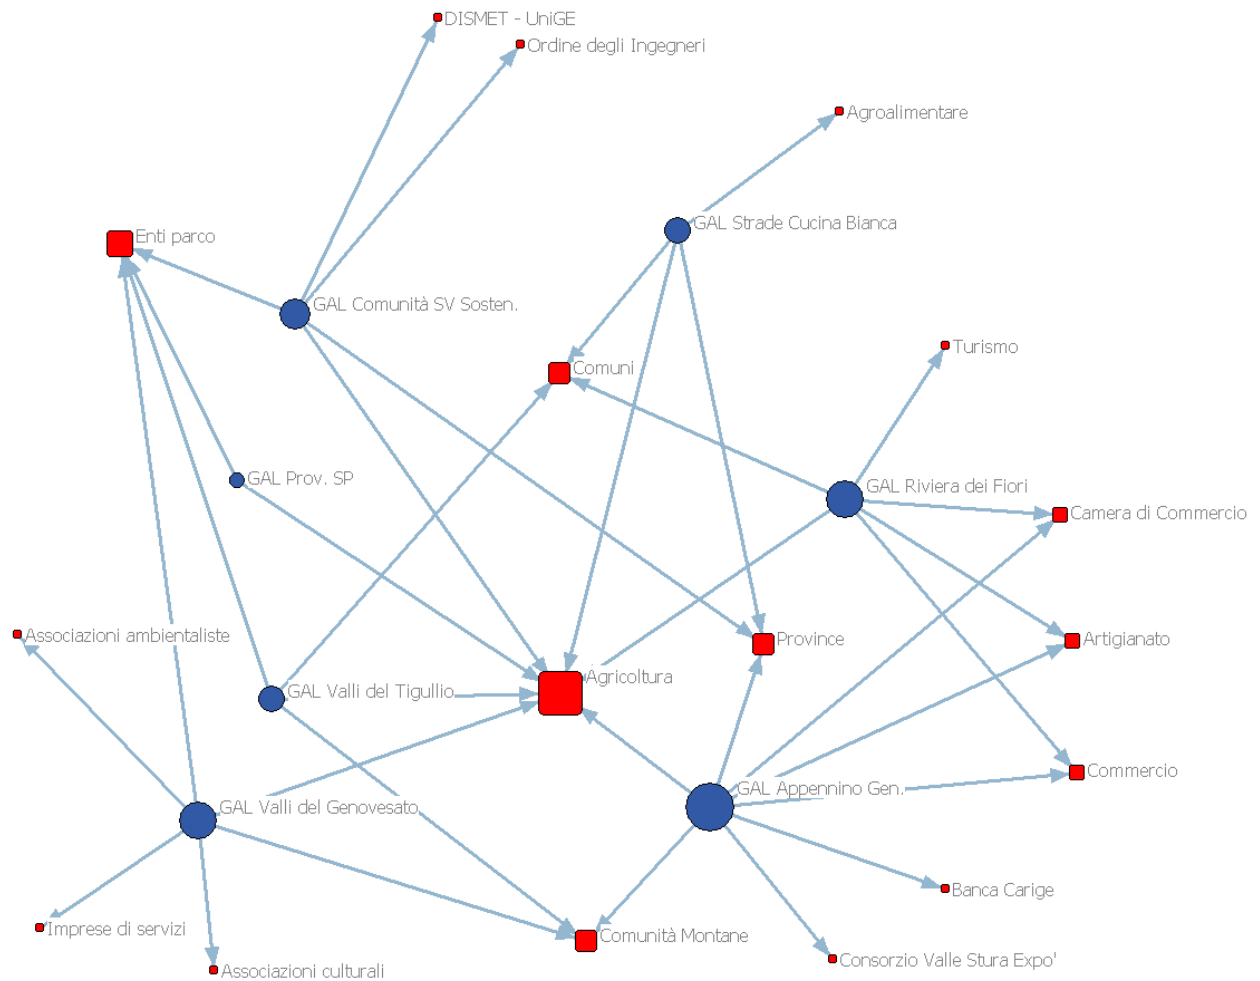 DISMET - UniGE
Ordine degli Ingegneri
Agroalimentare
GAL Strade Cucina Bianca
Enti parco
GAL Comunità SV Sosten.
Turismo
Comuni
GAL Prov. SP
GAL Riviera dei Fiori
Camera di Commercio
Associazioni ambientaliste
Province
Artigianato
Agricoltura
GAL Valli del Tigullio
Commercio
GAL Appennino Gen.
GAL Valli del Genovesato
Banca Carige
Imprese di servizi
Comunità Montane
Consorzio Valle Stura Expo'
Associazioni culturali